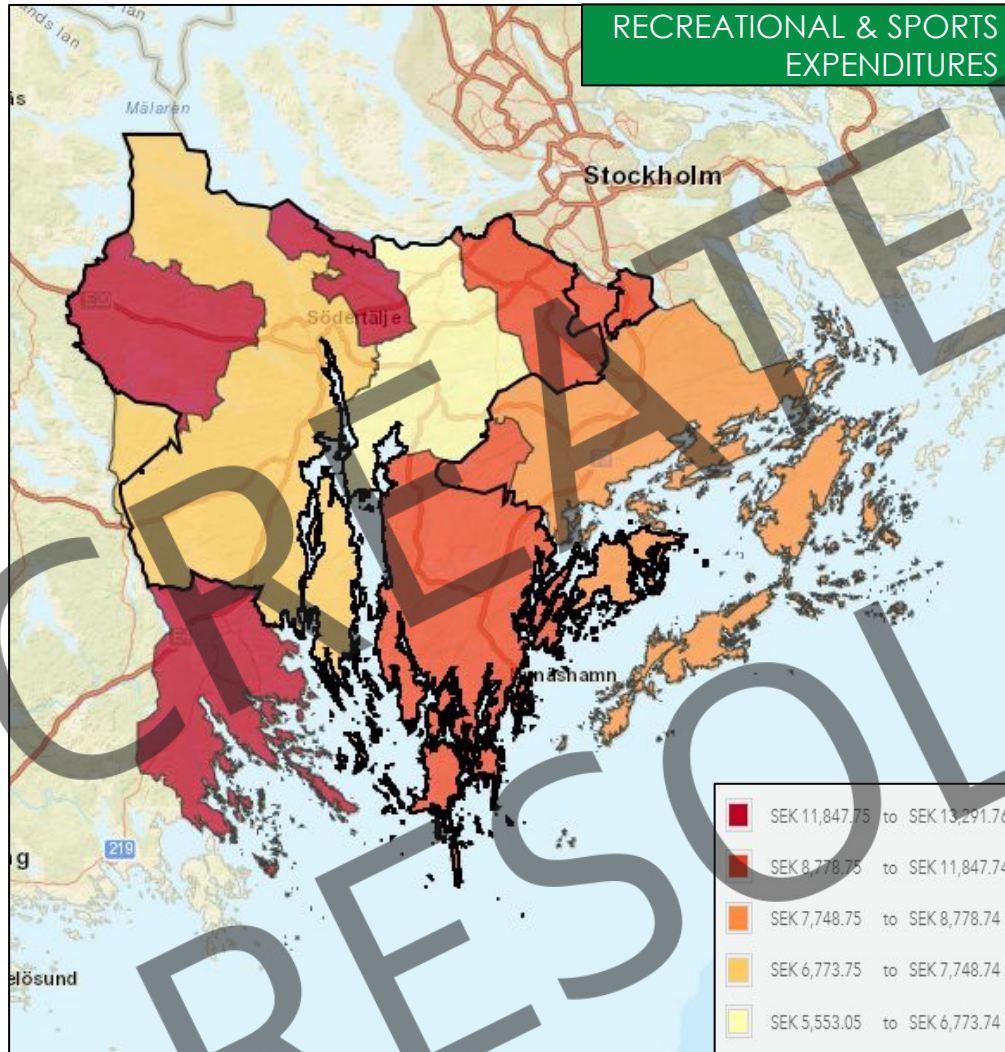 RECREATIONAL & SPORTS
EXPENDITURES
Mälaren
Stockholm
E20
Södertälje
219
elösund
SEK 11,847.75 to SEK 13,291.76
SEK 8,778.75 to SEK 11,847.74
SEK 7,748.75 to SEK 8,778.74
SEK 6,773.75 to SEK 7,748.74
SEK 5,553.05 to SEK 6,773.74
CREATE
RESOL